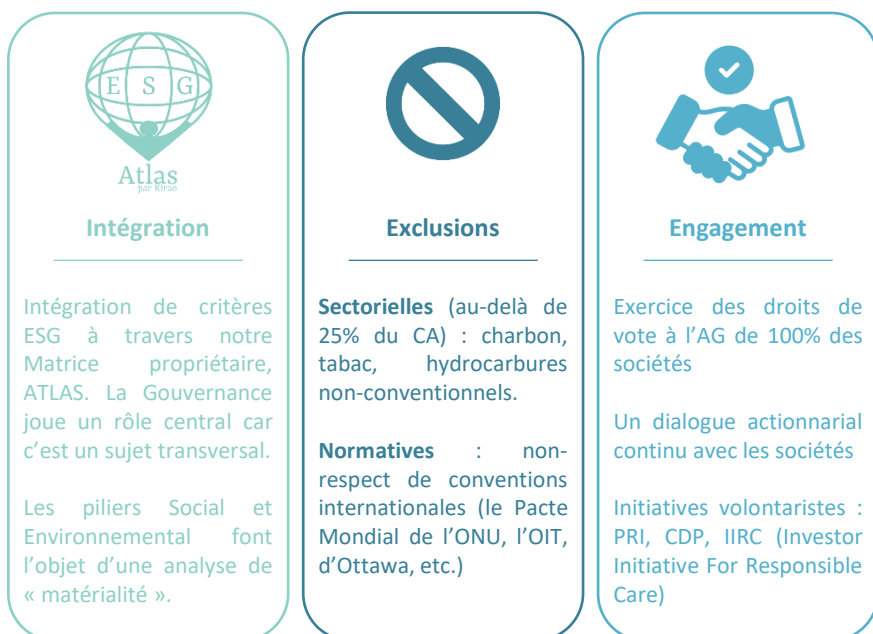 E S G
Atlas
par Kirao
Intégration
Intégration de critères
ESG à travers notre
Matrice propriétaire,
ATLAS. La Gouvernance
joue un rôle central car
c’est un sujet transversal.
Les piliers Social et
Environnemental font
l’objet d’une analyse de
« matérialité ».
Exclusions
Sectorielles (au-delà de
25% du CA) : charbon,
tabac, hydrocarbures
non-conventionnels.
Normatives : non-
respect de conventions
internationales (le Pacte
Mondial de l’ONU, l’OIT,
d’Ottawa, etc.)
Engagement
Exercice des droits de
vote à l’AG de 100% des
sociétés
Un dialogue actionnarial
continu avec les sociétés
Initiatives volontaristes :
PRI, CDP, IIRC (Investor
Initiative For Responsible
Care)